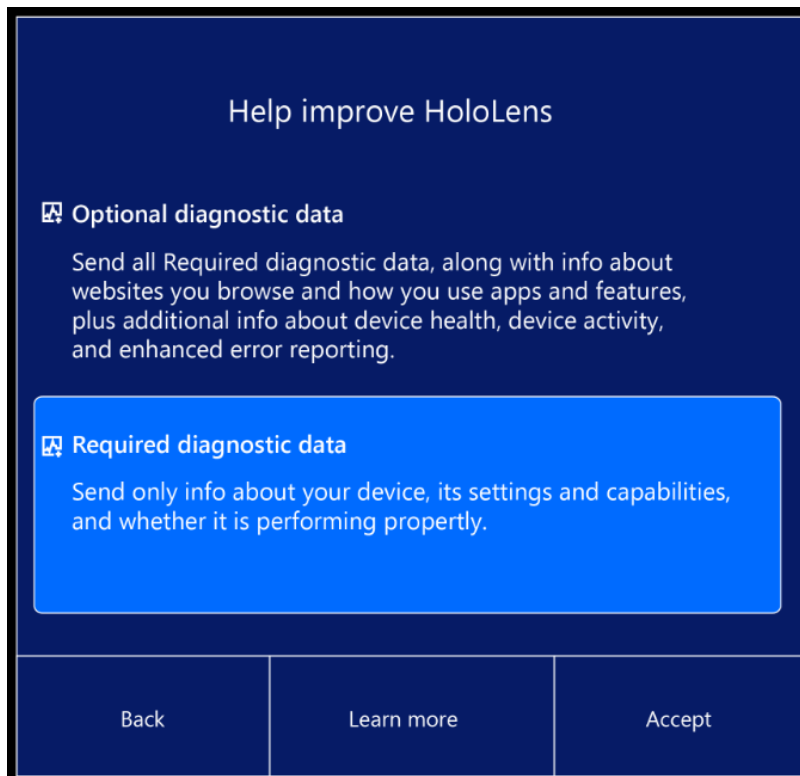 Help improve HoloLens
Optional diagnostic data
Send all Required diagnostic data, along with info about
websites you browse and how you use apps and features,
plus additional info about device health, device activity,
and enhanced error reporting.
Required diagnostic data
Send only info about your device, its settings and capabilities,
and whether it is performing propertly.
Back
Learn more
Accept